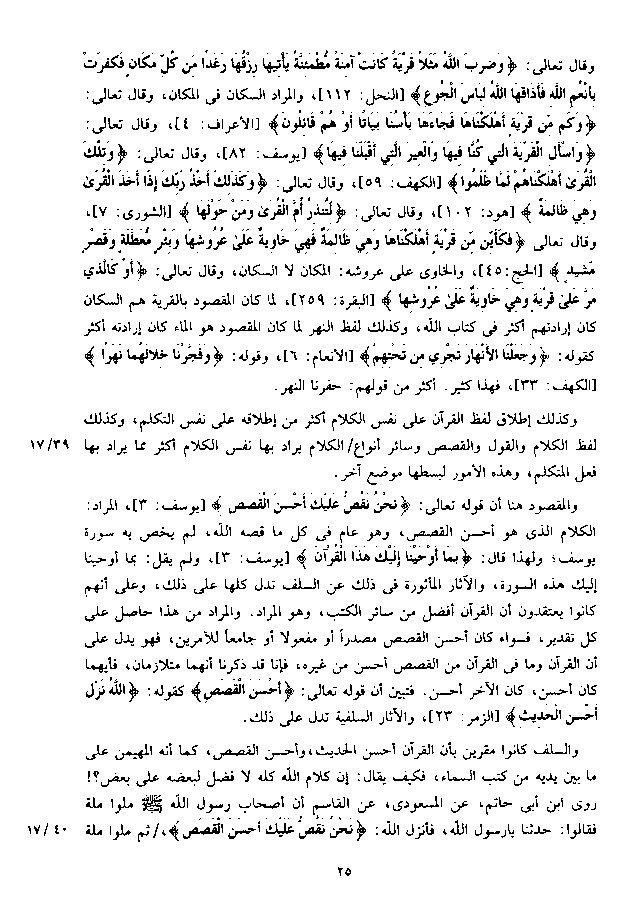 وقال تعالى: ﴿ وَضَرَبَ اللَّهُ مَثَلاً قَرْيَةً كَانَتْ آمِنَةً مُّطْمَئِنَّةً يَأْتِيهَا رِزْقُهَا رَغَدًا مِّن كُلِّ مَكَانٍ فَكَفَرَتْ
بِأَنْعُمِ اللَّهِ فَأَذَاقَهَا اللَّهُ لِبَاسَ الْجُوعِ ﴾ [النحل: ١١٢]، والمراد السكان فى المكان، وقال تعالى:
﴿ وَكَم مِّن قَرْيَةٍ أَهْلَكْنَاهَا فَجَاءَهَا بَأْسُنَا بَيَاتًا أَوْ هُمْ قَائِلُونَ ﴾ [الأعراف: ٤]، وقال تعالى:
﴿ وَاسْأَلِ الْقَرْيَةَ الَّتِي كُنَّا فِيهَا وَالْعِيرَ الَّتِي أَقْبَلْنَا فِيهَا ﴾ [يوسف: ٨٢]، وقال تعالى: ﴿ وَتِلْكَ
الْقُرَىٰ أَهْلَكْنَاهُمْ لَمَّا ظَلَمُوا ﴾ [الكهف: ٥٩]، وقال تعالى: ﴿ وَكَذَلِكَ أَخْذُ رَبِّكَ إِذَا أَخَذَ الْقُرَىٰ
وَهِيَ ظَالِمَةٌ ﴾ [هود: ١٠٢]، وقال تعالى: ﴿ لِّتُنذِرَ أُمَّ الْقُرَىٰ وَمَنْ حَوْلَهَا ﴾ [الشورى: ٧]،
وقال تعالى ﴿ فَكَأَيِّن مِّن قَرْيَةٍ أَهْلَكْنَاهَا وَهِيَ ظَالِمَةٌ فَهِيَ خَاوِيَةٌ عَلَىٰ عُرُوشِهَا وَبِئْرٍ مُّعَطَّلَةٍ وَقَصْرٍ
مَّشِيدٍ ﴾ [الحج: ٤٥]، والخاوى على عروشه: المكان لا السكان، وقال تعالى: ﴿ أَوْ كَالَّذِي
مَرَّ عَلَىٰ قَرْيَةٍ وَهِيَ خَاوِيَةٌ عَلَىٰ عُرُوشِهَا ﴾ [البقرة: ٢٥٩]، لما كان المقصود بالقرية هم السكان
كان إرادتهم أكثر فى كتاب الله، وكذلك لفظ النهر لما كان المقصود هو الماء كان إرادته أكثر
كقوله: ﴿ وَجَعَلْنَا الأَنْهَارَ تَجْرِي مِن تَحْتِهِمْ ﴾ [الأنعام: ٦]، وقوله: ﴿ وَفَجَّرْنَا خِلالَهُمَا نَهَرًا ﴾
[الكهف: ٣٣]، فهذا كثير. أكثر من قولهم: حفرنا النهر.
وكذلك إطلاق لفظ القرآن على نفس الكلام أكثر من إطلاقه على نفس التكلم، وكذلك
لفظ الكلام والقول والقصص وسائر أنواع/ الكلام يراد بها نفس الكلام أكثر مما يراد بها ١٧/٣٩
فعل المتكلم، وهذه الأمور لبسطها موضع آخر.
والمقصود هنا أن قوله تعالى: ﴿ نَحْنُ نَقُصُّ عَلَيْكَ أَحْسَنَ الْقَصَصِ ﴾ [يوسف: ٣]، المراد:
الكلام الذى هو أحسن القصص، وهو عام فى كل ما قصه الله، لم يخص به سورة
يوسف؛ ولهذا قال: ﴿ بِمَا أَوْحَيْنَا إِلَيْكَ هَذَا الْقُرْآنَ ﴾ [يوسف: ٣]، ولم يقل: بما أوحينا
إليك هذه السورة، والآثار المأثورة فى ذلك عن السلف تدل كلها على ذلك، وعلى أنهم
كانوا يعتقدون أن القرآن أفضل من سائر الكتب، وهو المراد. والمراد من هذا حاصل على
كل تقدير، فسواء كان أحسن القصص مصدراً أو مفعولا أو جامعاً للأمرين، فهو يدل على
أن القرآن وما فى القرآن من القصص أحسن من غيره، فإنا قد ذكرنا أنهما متلازمان، فأيهما
كان أحسن، كان الآخر أحسن. فتبين أن قوله تعالى: ﴿ أَحْسَنَ الْقَصَصِ ﴾ كقوله: ﴿ اللَّهُ نَزَّلَ
أَحْسَنَ الْحَدِيثِ ﴾ [الزمر: ٢٣]، والآثار السلفية تدل على ذلك.
والسلف كانوا مقرين بأن القرآن أحسن الحديث،وأحسن القصص، كما أنه المهيمن على
ما بين يديه من كتب السماء، فكيف يقال: إن كلام الله كله لا فضل لبعضه على بعض؟!
روى ابن أبى حاتم، عن المسعودى، عن القاسم أن أصحاب رسول الله ﷺ ملوا ملة
فقالوا: حدثنا يارسول الله، فأنزل الله: ﴿ نَحْنُ نَقُصُّ عَلَيْكَ أَحْسَنَ الْقَصَصِ ﴾،/ ثم ملوا ملة ١٧/٤٠
٢٥